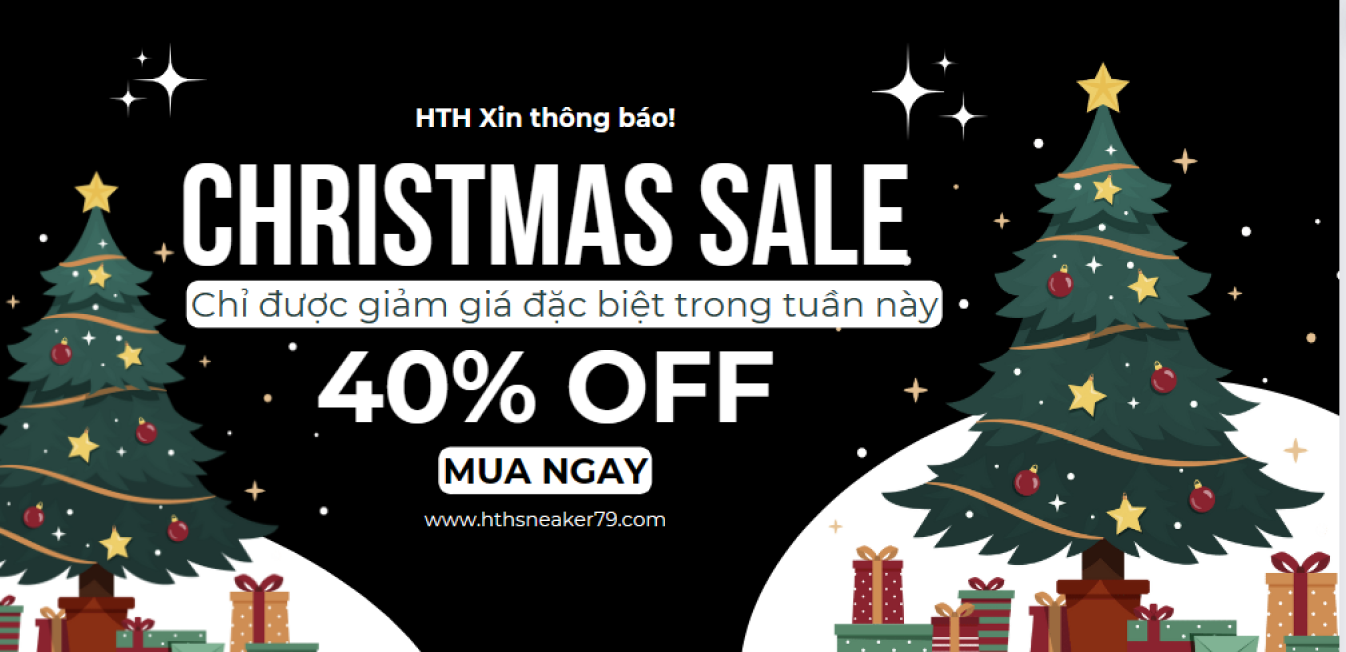 HTH Xin thông báo!
CHRISTMAS SALE
Chỉ được giảm giá đặc biệt trong tuần này
40% OFF
MUA NGAY
www.hthsneaker79.com